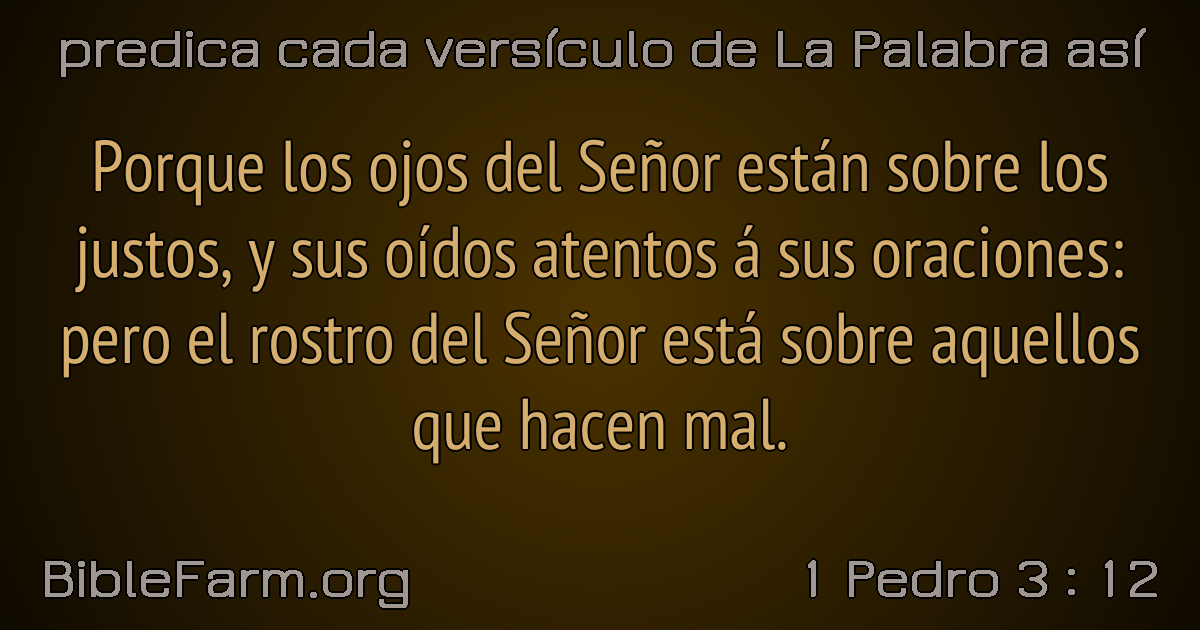 predica cada versículo de La Palabra así
Porque los ojos del Señor están sobre los
justos, y sus oídos atentos á sus oraciones:
pero el rostro del Señor está sobre aquellos
que hacen mal.
BibleFarm.org
1 Pedro 3 : 12